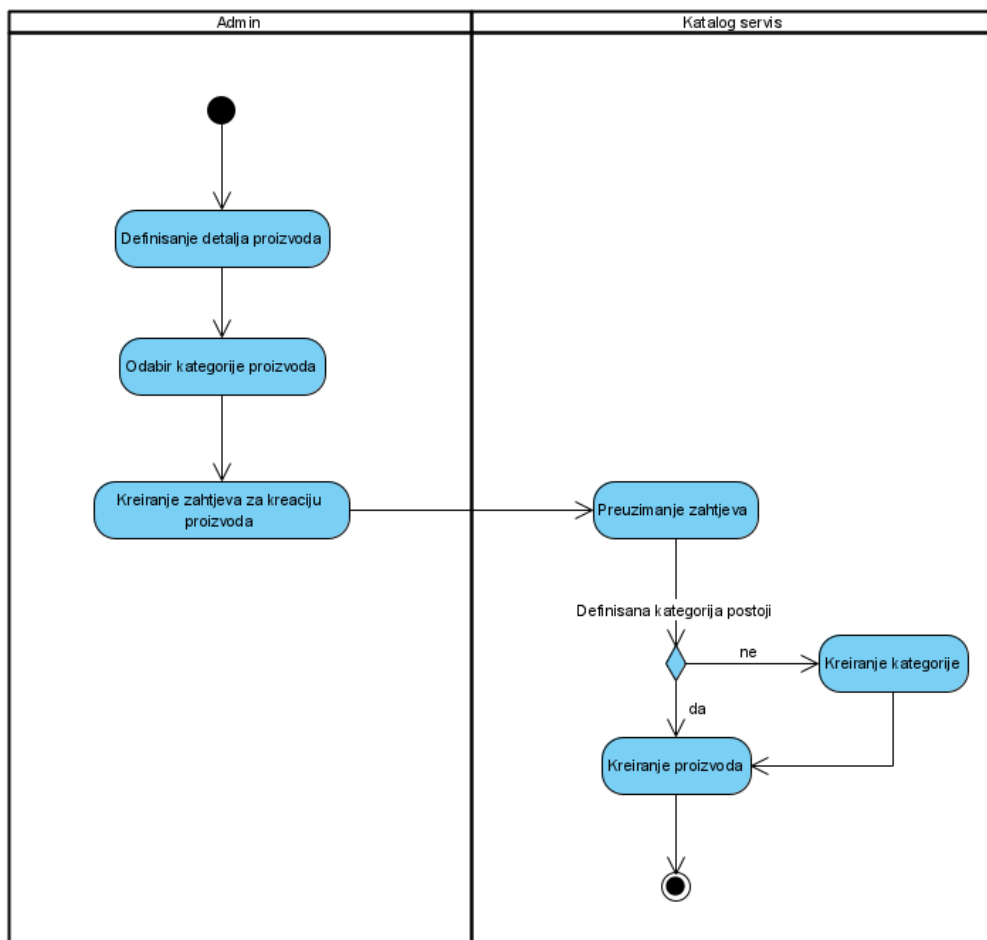 Admin
Katalog servis
Definisanje detalja proizvoda
Odabir kategorije proizvoda
Kreiranje zahtjeva za kreaciju
proizvoda
Preuzimanje zahtjeva
Definisana kategorija postoji
ne
Kreiranje kategorije
da
Kreiranje proizvoda